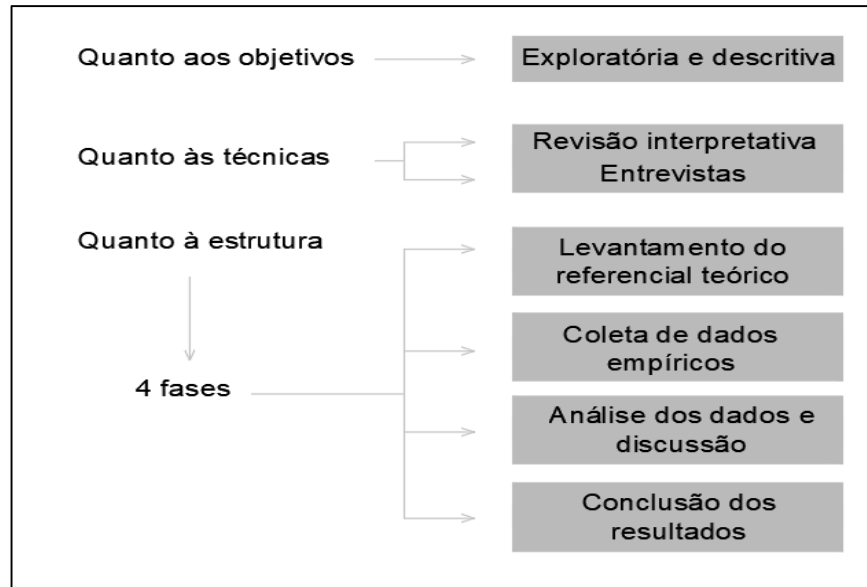 Quanto aos objetivos
Exploratória e descritiva
Quanto às técnicas
Revisão interpretativa
Entrevistas
Quanto à estrutura
4 fases
Levantamento do
referencial teórico
Coleta de dados
empíricos
Análise dos dados e
discussão
Conclusão dos
resultados